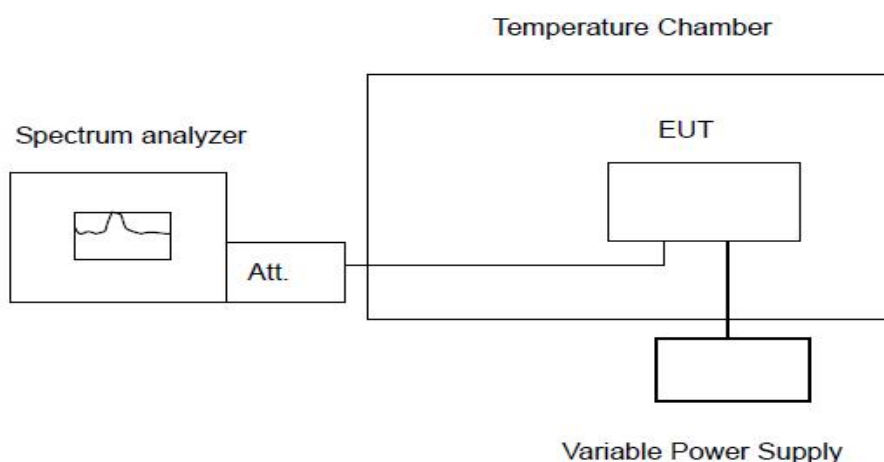 Temperature Chamber
Spectrum analyzer
EUT
Att.
Variable Power Supply